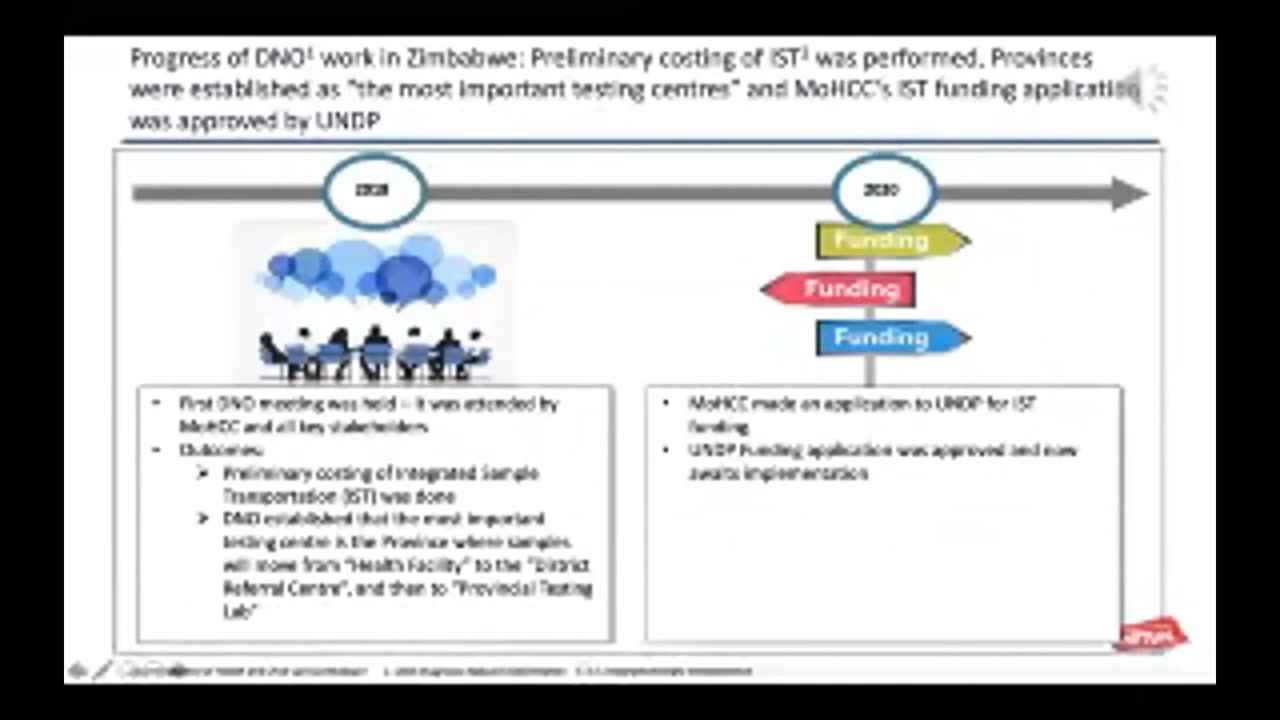 Progress of DNO¹ work in Zimbabwe: Preliminary costing of IST² was performed, Provinces
were established as “the most important testing centres” and MoHCC's IST funding application
was approved by UNDP
Funding
Funding
Funding
• First DNO meeting was held – it was attended by
MoHCC and all key stakeholders
• Outcomes:
➢ Preliminary costing of Integrated Sample
Transportation (IST) was done
➢ DNO established that the most important
testing centre is the Province where samples
will move from “Health Facility” to the “District
Referral Centre”, and then to “Provincial Testing
Lab”
2020
• MoHCC made an application to UNDP for IST
funding
• UNDP Funding application was approved and now
awaits implementation